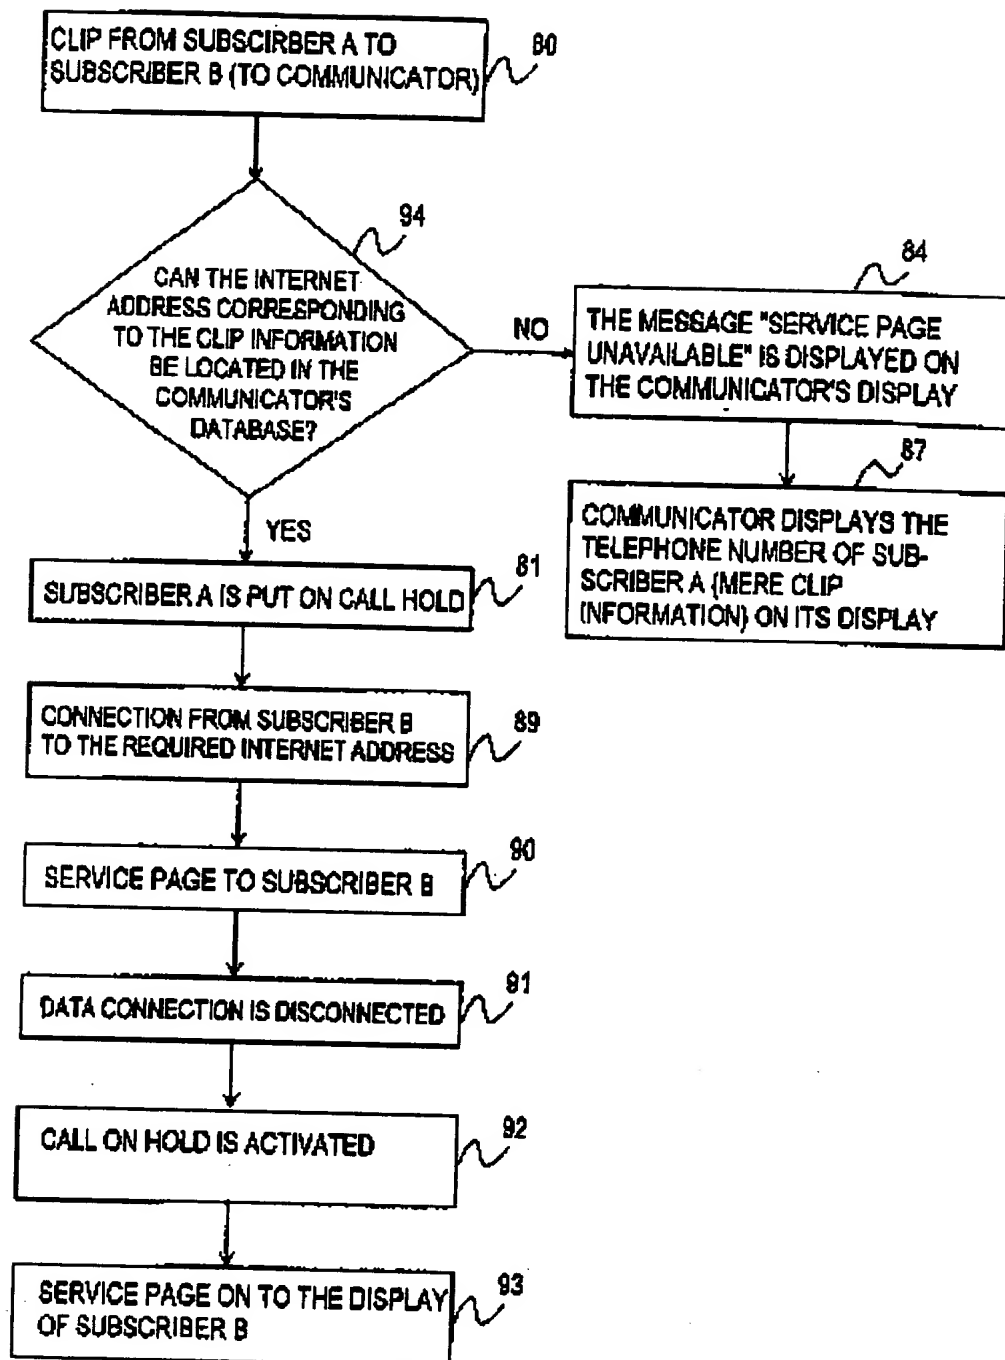 CLIP FROM SUBSCIRBER A TO
SUBSCRIBER B (TO COMMUNICATOR)
80
94
CAN THE INTERNET
ADDRESS CORRESPONDING
TO THE CLIP INFORMATION
BE LOCATED IN THE
COMMUNICATOR'S
DATABASE?
NO
84
THE MESSAGE "SERVICE PAGE
UNAVAILABLE" IS DISPLAYED ON
THE COMMUNICATOR'S DISPLAY
87
COMMUNICATOR DISPLAYS THE
TELEPHONE NUMBER OF SUB-
SCRIBER A (MERE CLIP
INFORMATION) ON ITS DISPLAY
YES
SUBSCRIBER A IS PUT ON CALL HOLD
81
CONNECTION FROM SUBSCRIBER B
TO THE REQUIRED INTERNET ADDRESS
89
SERVICE PAGE TO SUBSCRIBER B
90
DATA CONNECTION IS DISCONNECTED
91
CALL ON HOLD IS ACTIVATED
92
SERVICE PAGE ON TO THE DISPLAY
OF SUBSCRIBER B
93